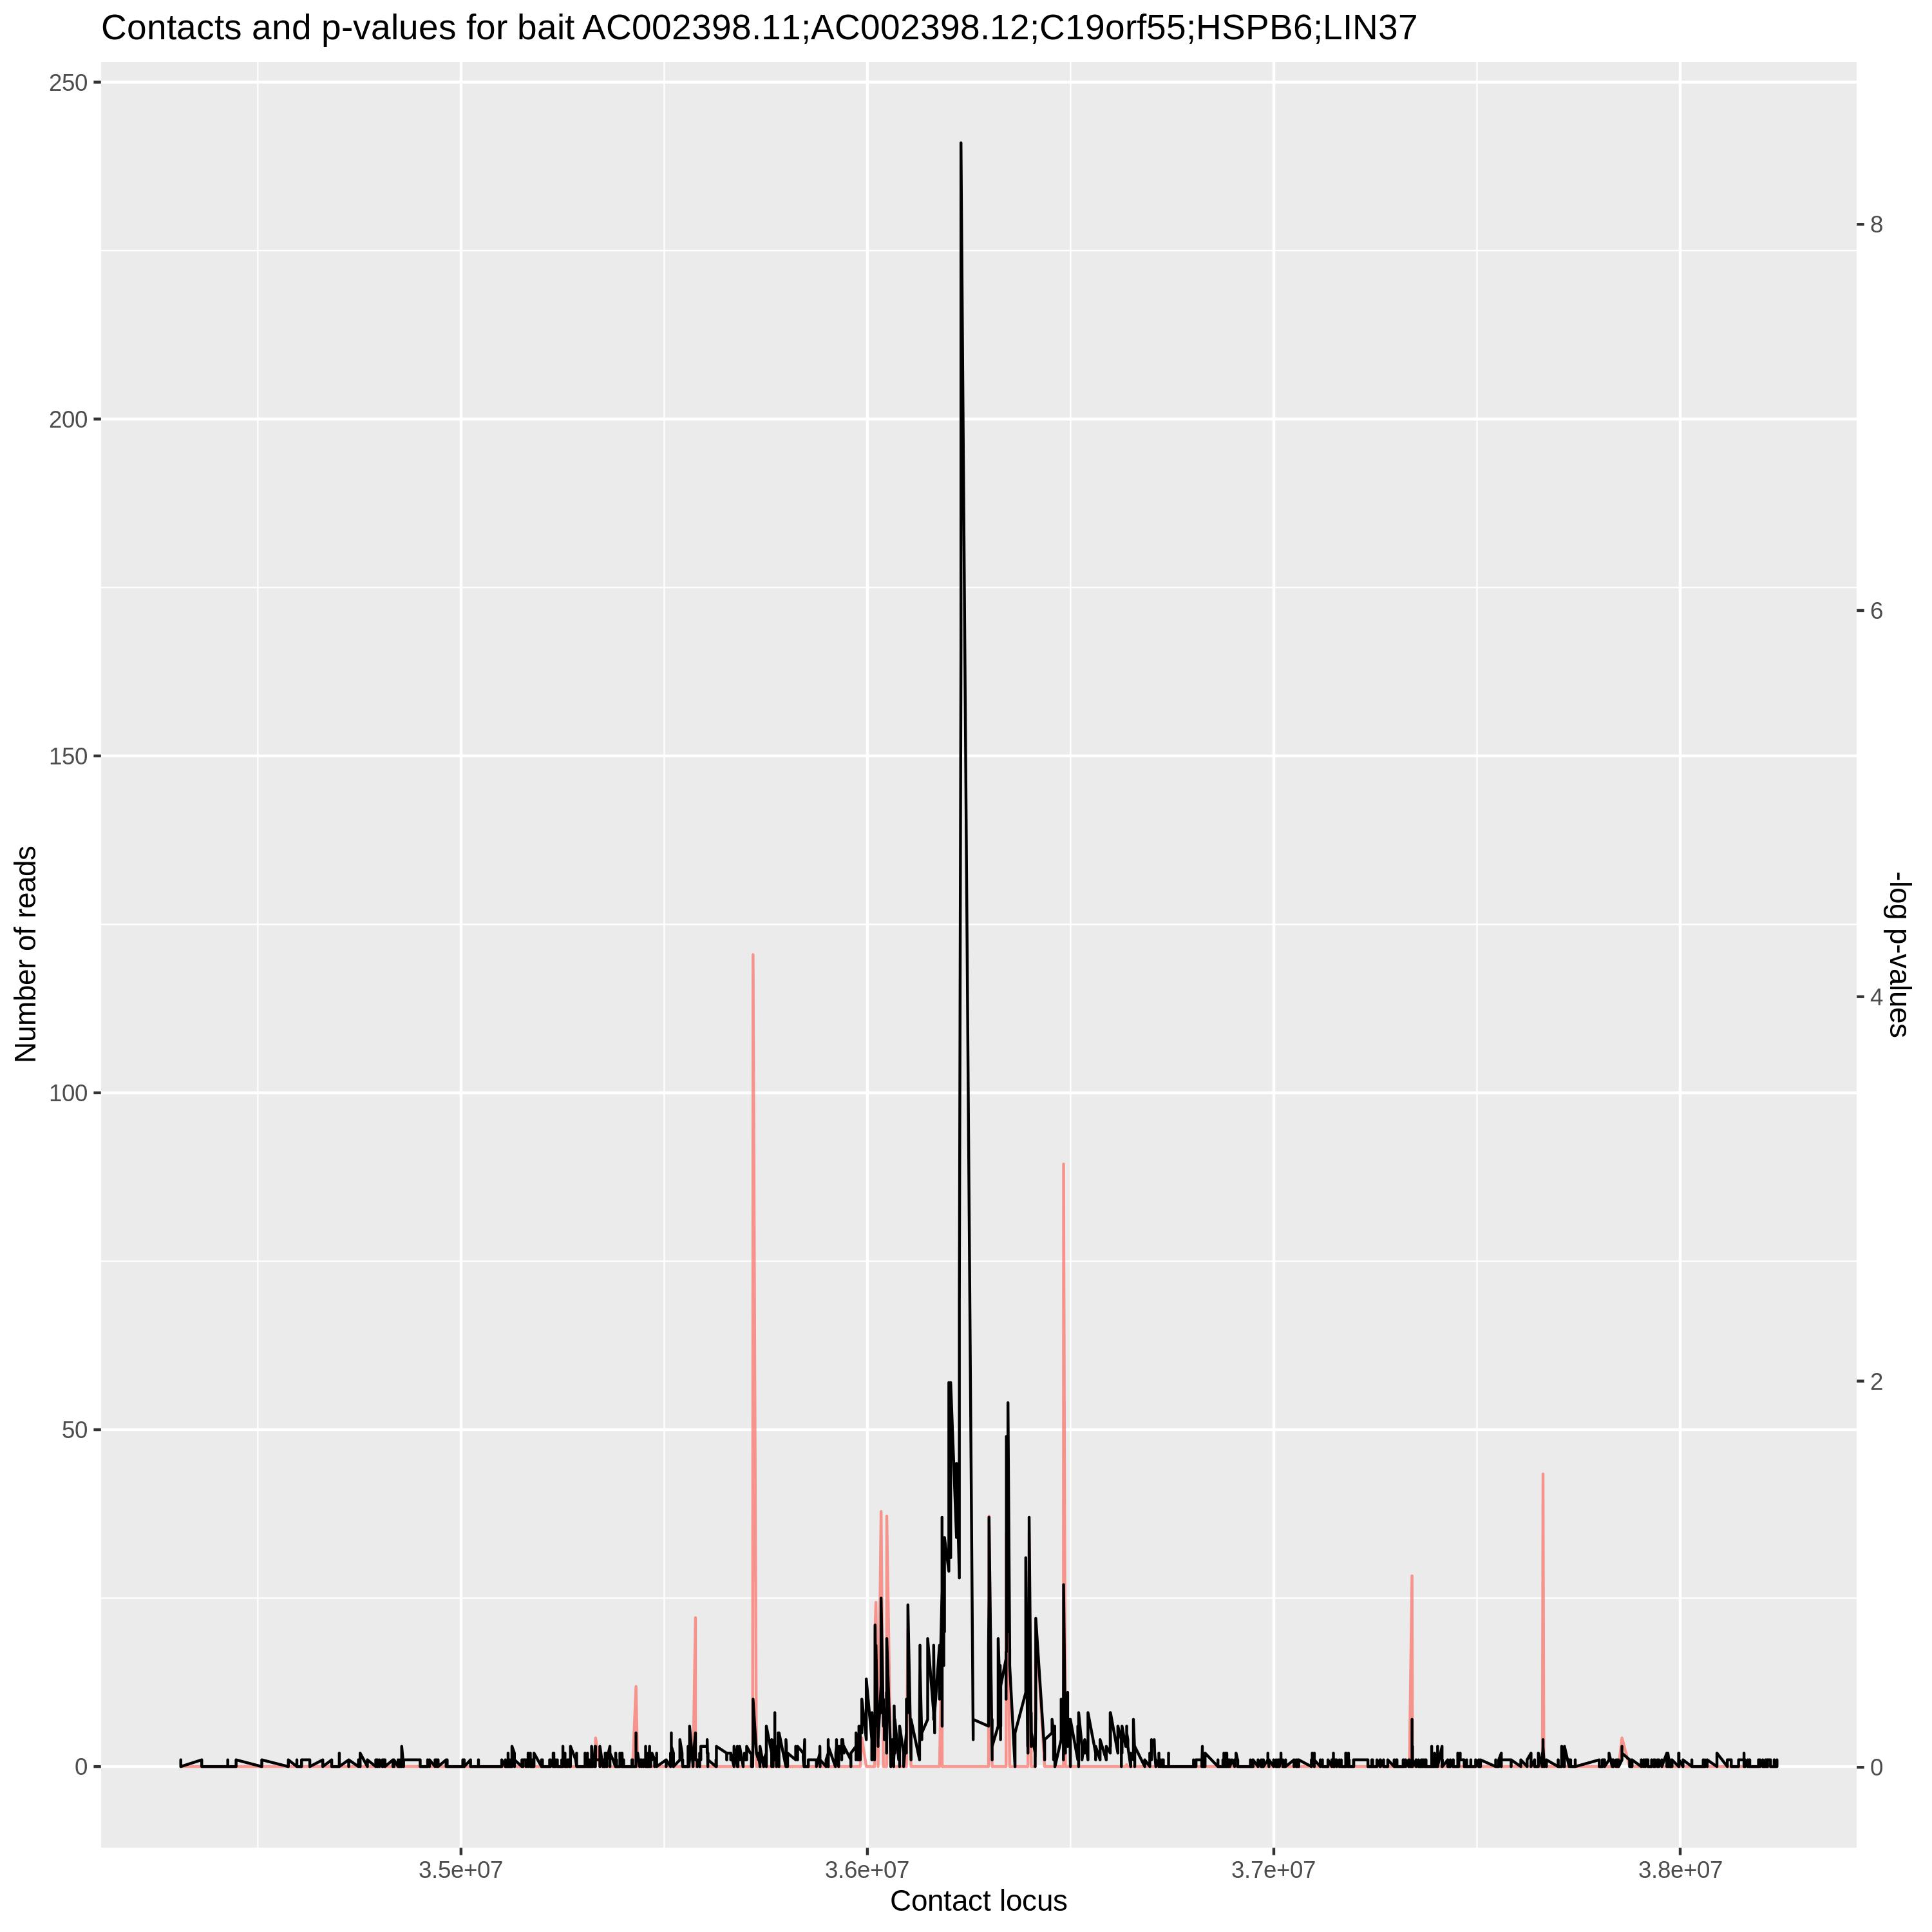 Contacts and p-values for bait AC002398.11;AC002398.12;C19orf55;HSPB6;LIN37
250
200
150
100
50
0
Number of reads
8
6
4
2
0
-log p-values
3.5e+07
3.6e+07
3.7e+07
3.8e+07
Contact locus